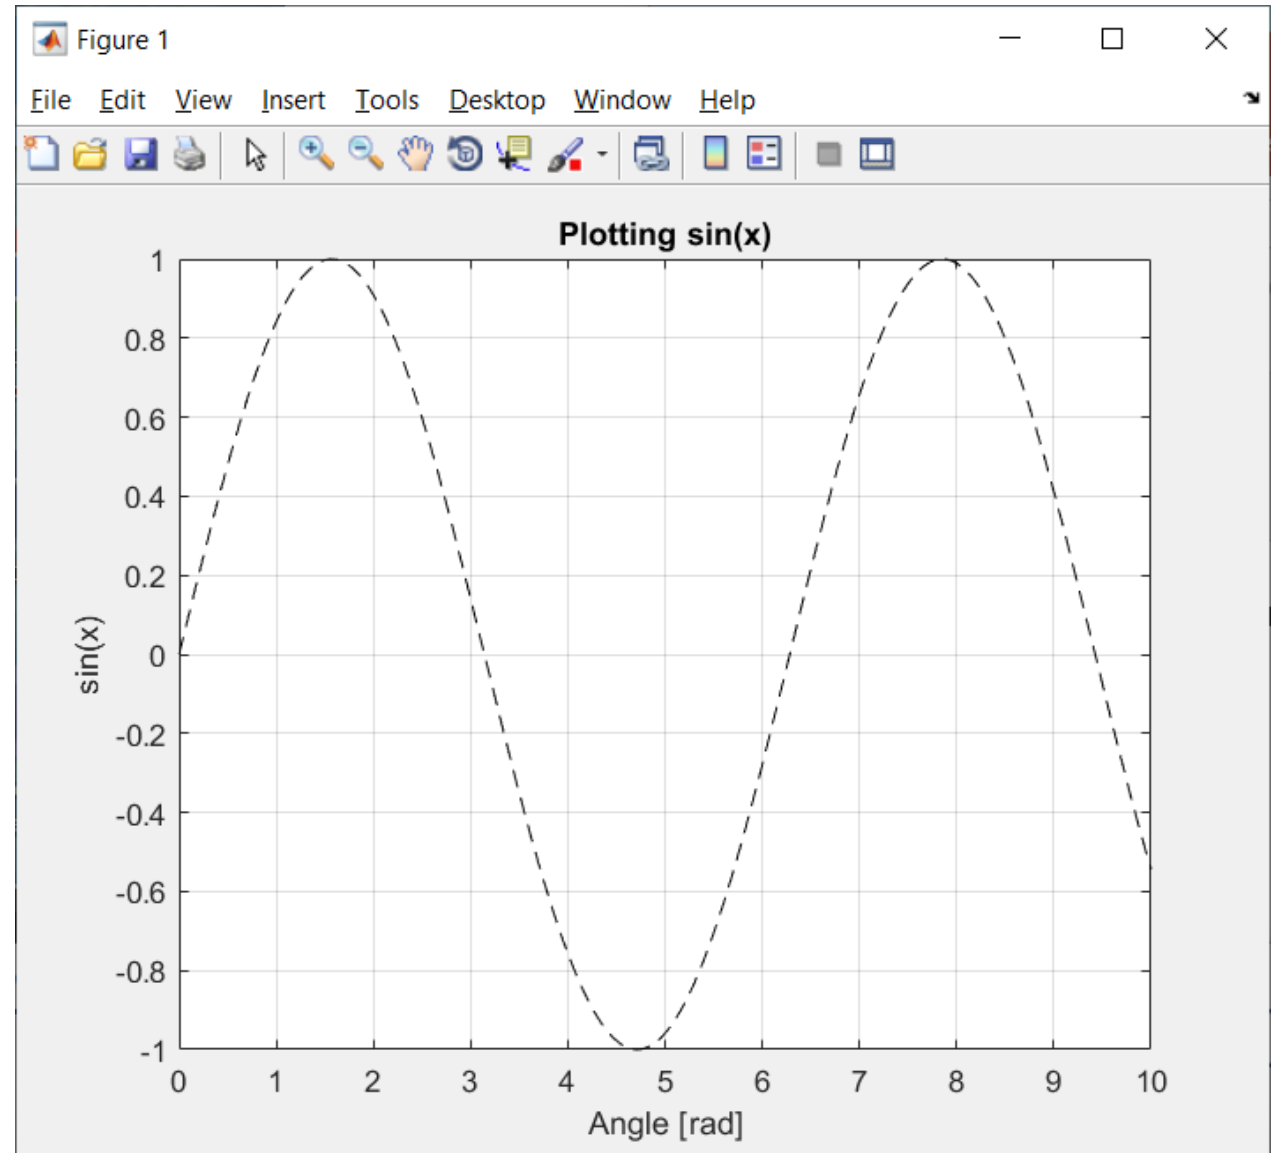 Figure 1
File Edit View Insert Tools Desktop Window Help
Plotting sin(x)
1
0.8
0.6
0.4
0.2
0
-0.2
-0.4
-0.6
-0.8
-1
sin(x)
0 1 2 3 4 5 6 7 8 9 10
Angle [rad]